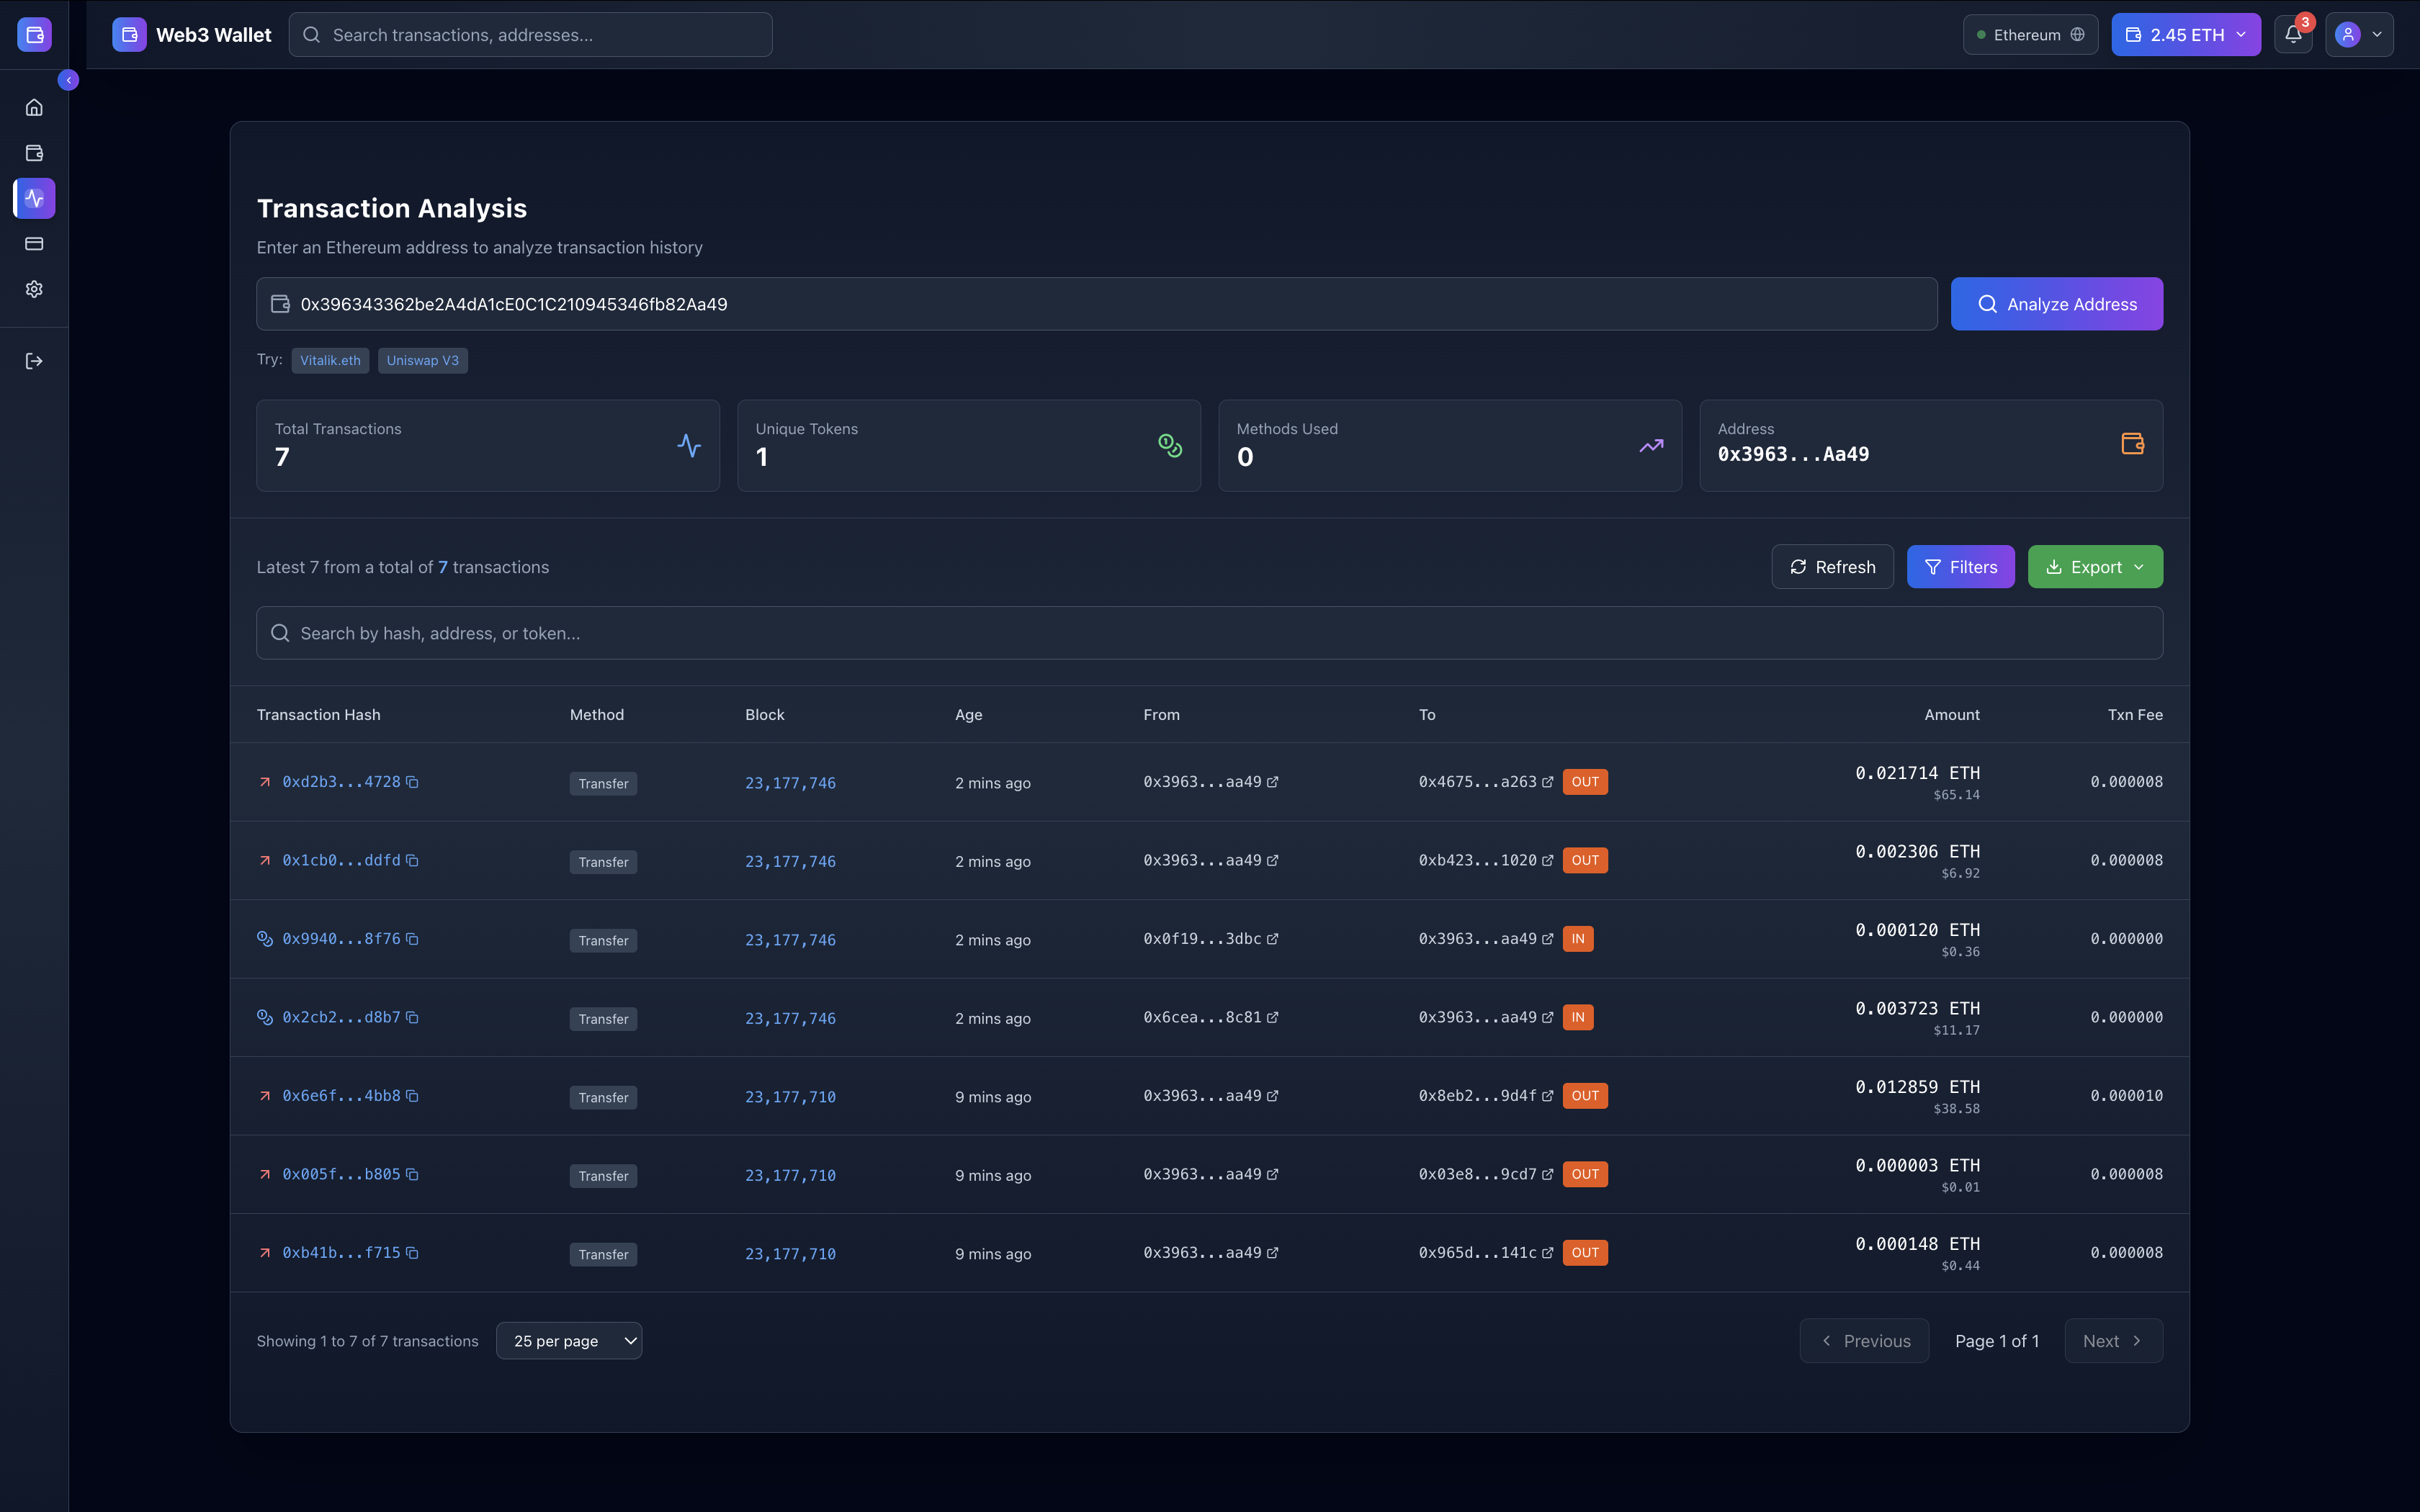 Web3 Wallet
Search transactions, addresses...
Ethereum
2.45 ETH
3
Transaction Analysis
Enter an Ethereum address to analyze transaction history
0x396343362be2A4dA1cE0C1C210945346fb82Aa49
Analyze Address
Try: Vitalik.eth Uniswap V3
Total Transactions
7
Unique Tokens
1
Methods Used
0
Address
0x3963...Aa49
Latest 7 from a total of 7 transactions
Refresh
Filters
Export
Search by hash, address, or token...
Transaction Hash Method Block Age From To Amount Txn Fee
0xd2b3...4728 Transfer 23,177,746 2 mins ago 0x3963...aa49 0x4675...a263 OUT 0.021714 ETH 0.000008
$65.14
0x1cb0...ddfd Transfer 23,177,746 2 mins ago 0x3963...aa49 0xb423...1020 OUT 0.002306 ETH 0.000008
$6.92
0x9940...8f76 Transfer 23,177,746 2 mins ago 0x0f19...3dbc 0x3963...aa49 IN 0.000120 ETH 0.000000
$0.36
0x2cb2...d8b7 Transfer 23,177,746 2 mins ago 0x6cea...8c81 0x3963...aa49 IN 0.003723 ETH 0.000000
$11.17
0x6e6f...4bb8 Transfer 23,177,710 9 mins ago 0x3963...aa49 0x8eb2...9d4f OUT 0.012859 ETH 0.000010
$38.58
0x005f...b805 Transfer 23,177,710 9 mins ago 0x3963...aa49 0x03e8...9cd7 OUT 0.000003 ETH 0.000008
$0.01
0xb41b...f715 Transfer 23,177,710 9 mins ago 0x3963...aa49 0x965d...141c OUT 0.000148 ETH 0.000008
$0.44
Showing 1 to 7 of 7 transactions
25 per page
Previous
Page 1 of 1
Next